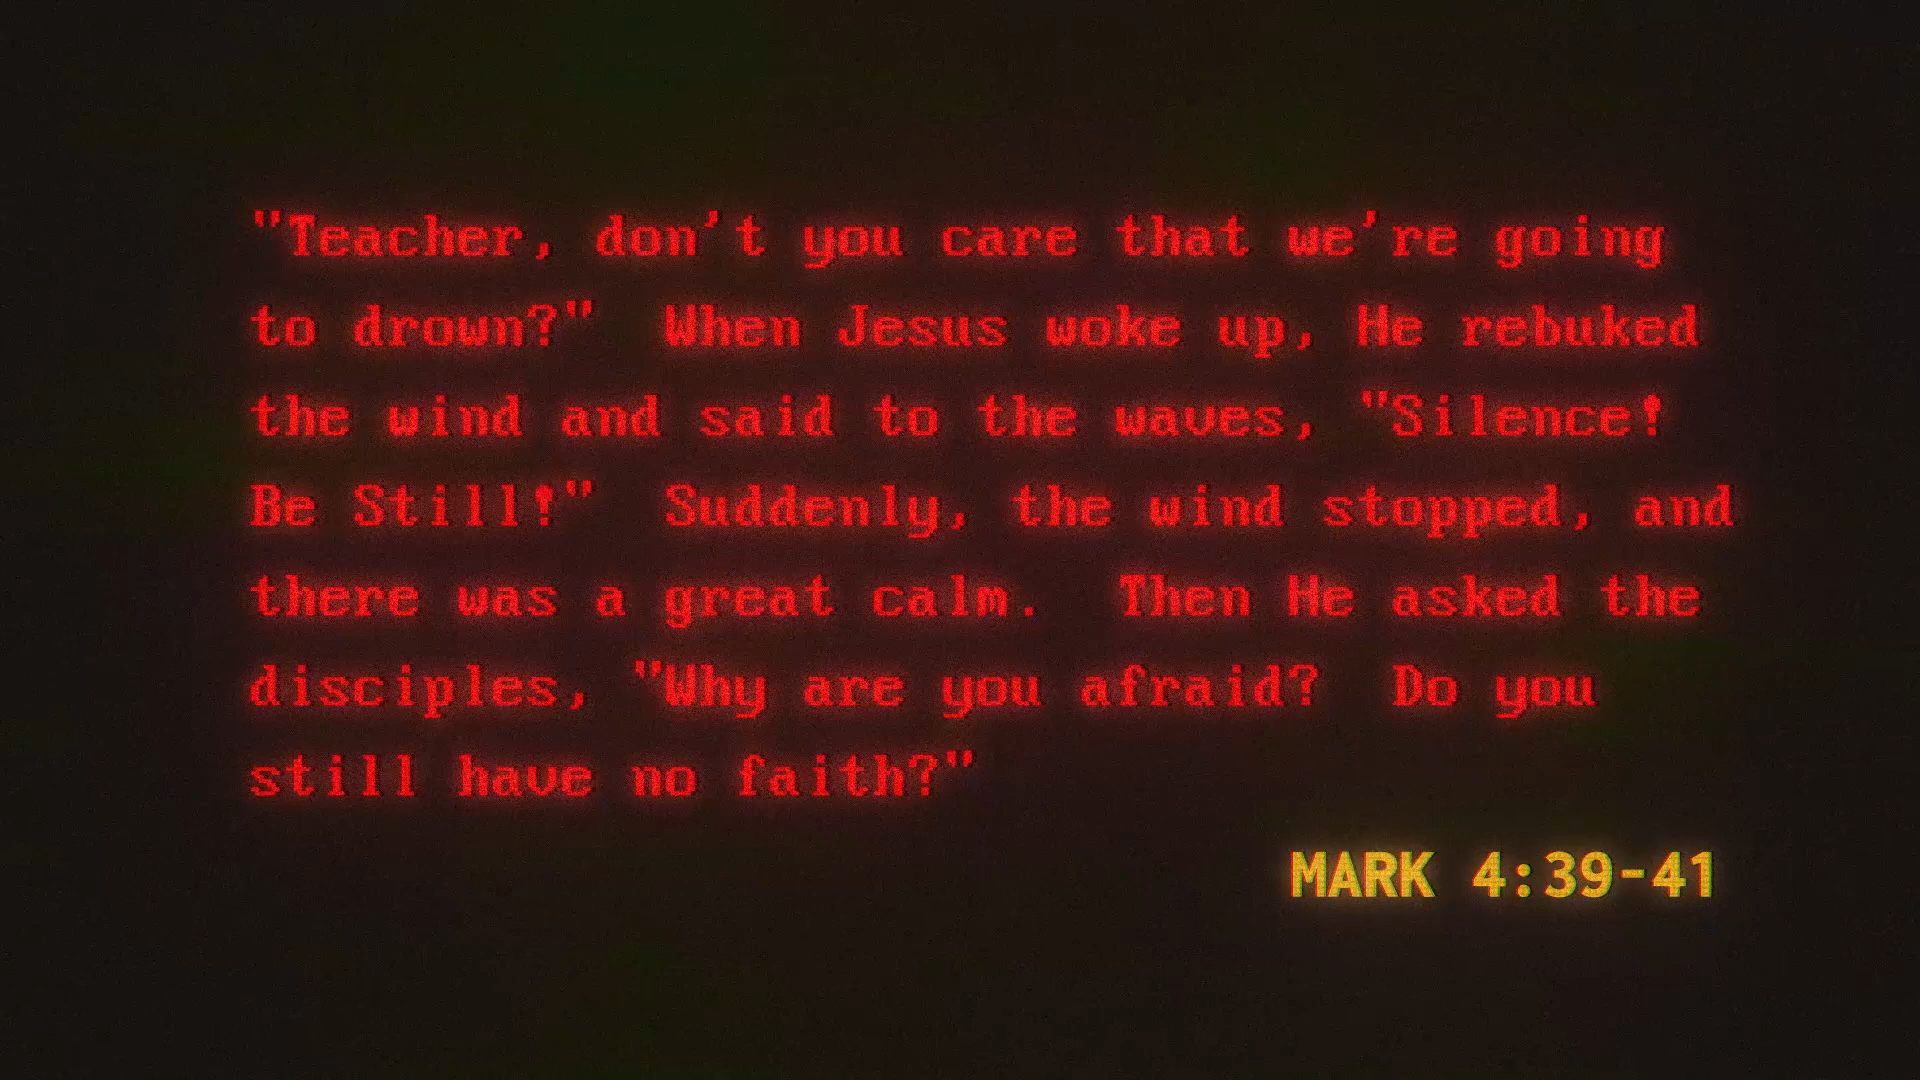 "Teacher, don't you care that we're going
to drown?"  When Jesus woke up, He rebuked
the wind and said to the waves, "Silence!
Be Still!"  Suddenly, the wind stopped, and
there was a great calm.  Then He asked the
disciples, "Why are you afraid?  Do you
still have no faith?"
MARK 4:39-41